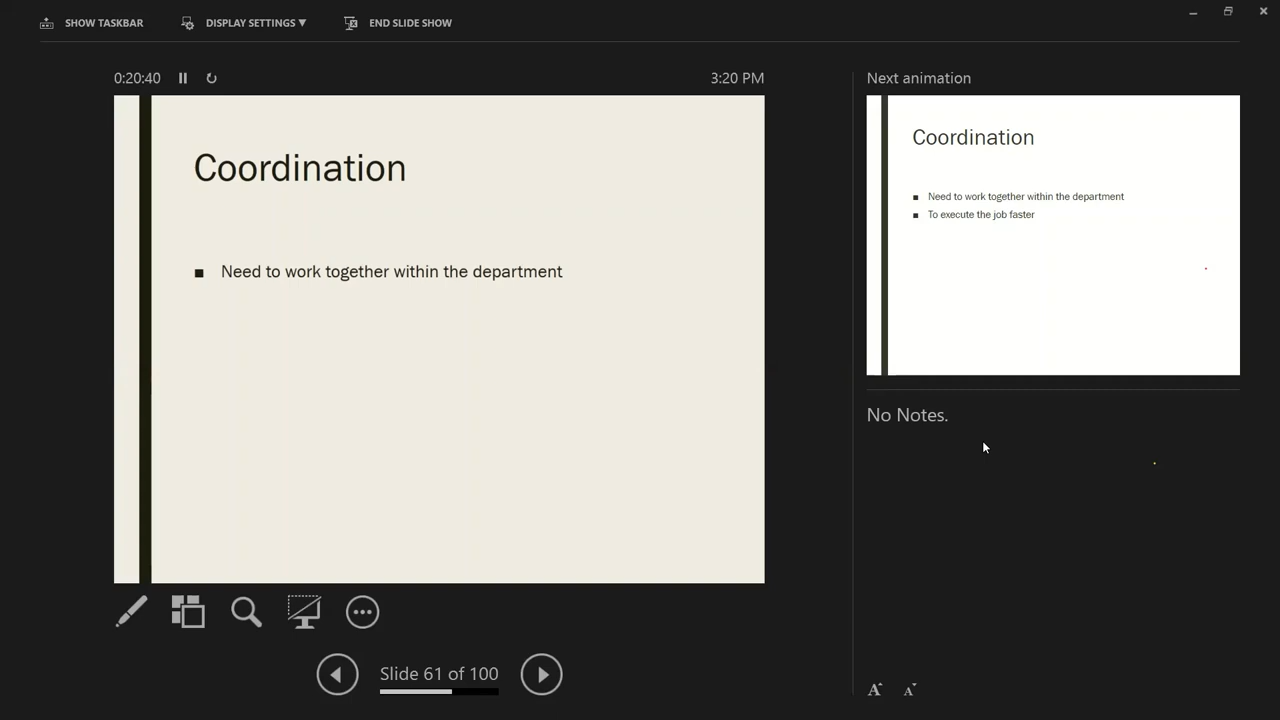 SHOW TASKBAR
DISPLAY SETTINGS ▼
END SLIDE SHOW
0:20:40
3:20 PM
Coordination
■ Need to work together within the department
Next animation
Coordination
■ Need to work together within the department
■ To execute the job faster
No Notes.
Slide 61 of 100
A A